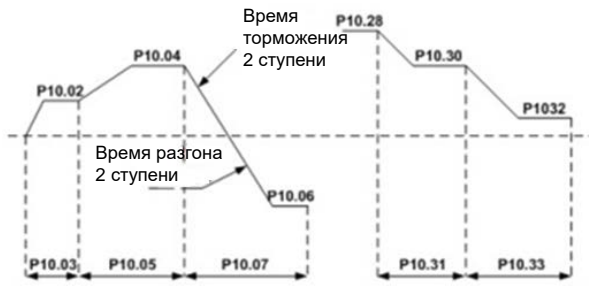 Время
торможения
2 ступени
P10.28
P10.04
P10.30
P10.02
P1032
Время разгона
2 ступени
P10.06
P10.03
P10.05
P10.07
P10.31
P10.33